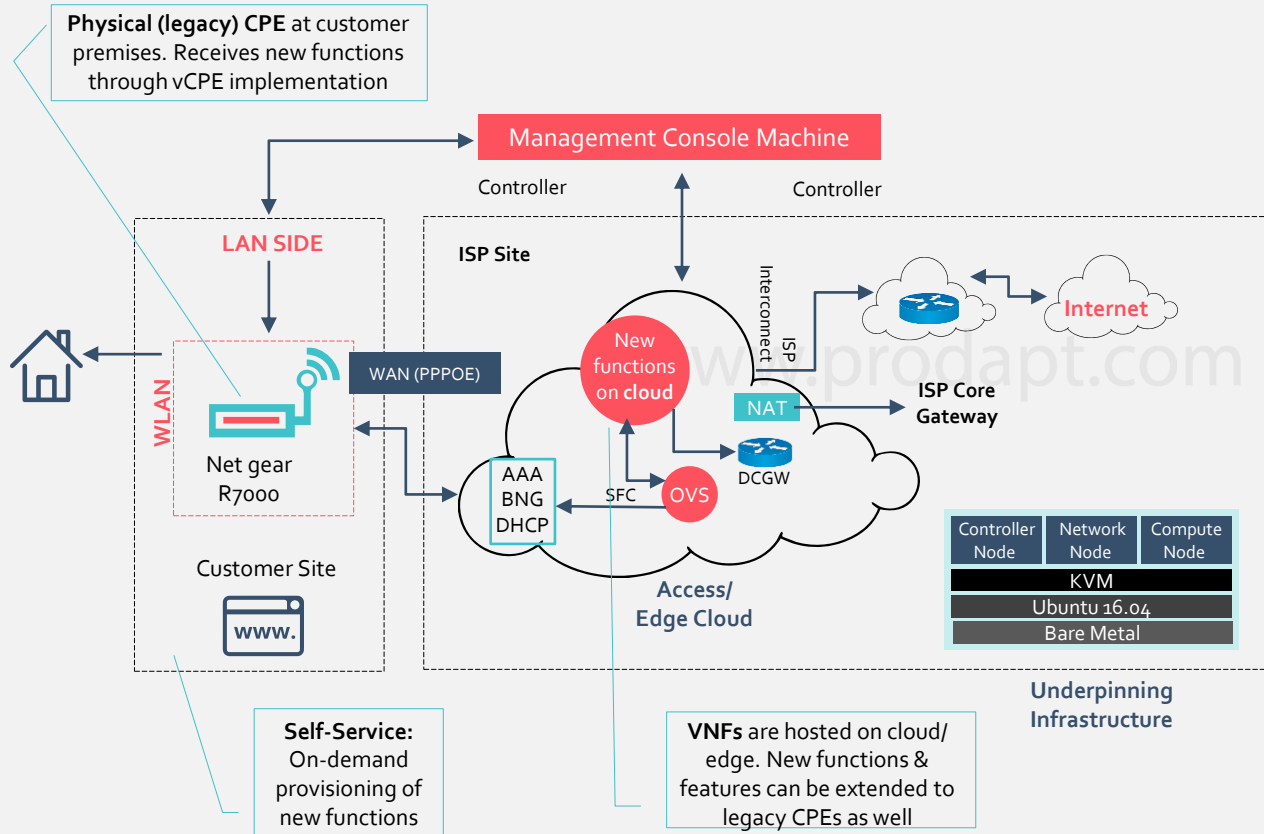 Physical (legacy) CPE at customer
premises. Receives new functions
through vCPE implementation
Management Console Machine
Controller
Controller
LAN SIDE
ISP Site
Interconnect
ISP
Internet
New
functions
on cloud
www.prodapt.com
WAN (PPPOE)
WLAN
NAT
ISP Core
Gateway
Net gear
R7000
AAA
BNG
DHCP
SFC
OVS
DCGW
Customer Site
www.
Access/
Edge Cloud
Controller
Node
Network
Node
Compute
Node
KVM
Ubuntu 16.04
Bare Metal
Underpinning
Infrastructure
Self-Service:
On-demand
provisioning of
new functions
VNFs are hosted on cloud/
edge. New functions &
features can be extended to
legacy CPEs as well